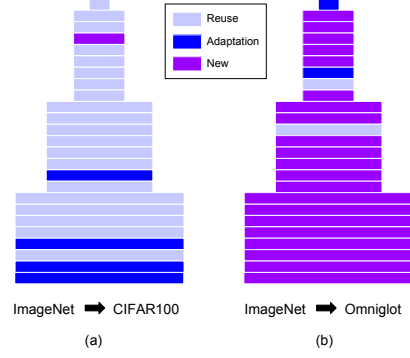 Reuse
Adaptation
New
ImageNet → CIFAR100
ImageNet → Omniglot
(a)
(b)